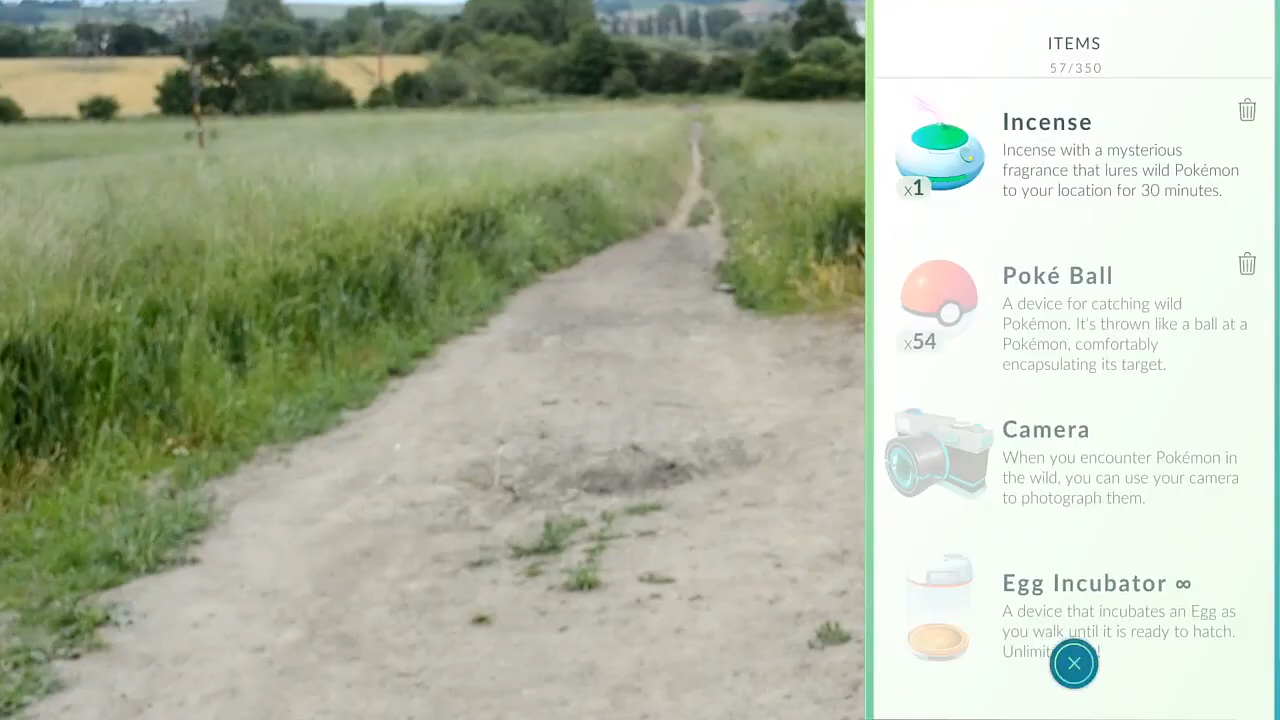 ITEMS
57/350
Incense
Incense with a mysterious
fragrance that lures wild Pokémon
to your location for 30 minutes.
x1
Poké Ball
A device for catching wild
Pokémon. It's thrown like a ball at a
Pokémon, comfortably
encapsulating its target.
x54
Camera
When you encounter Pokémon in
the wild, you can use your camera
to photograph them.
Egg Incubator ∞
A device that incubates an Egg as
you walk until it is ready to hatch.